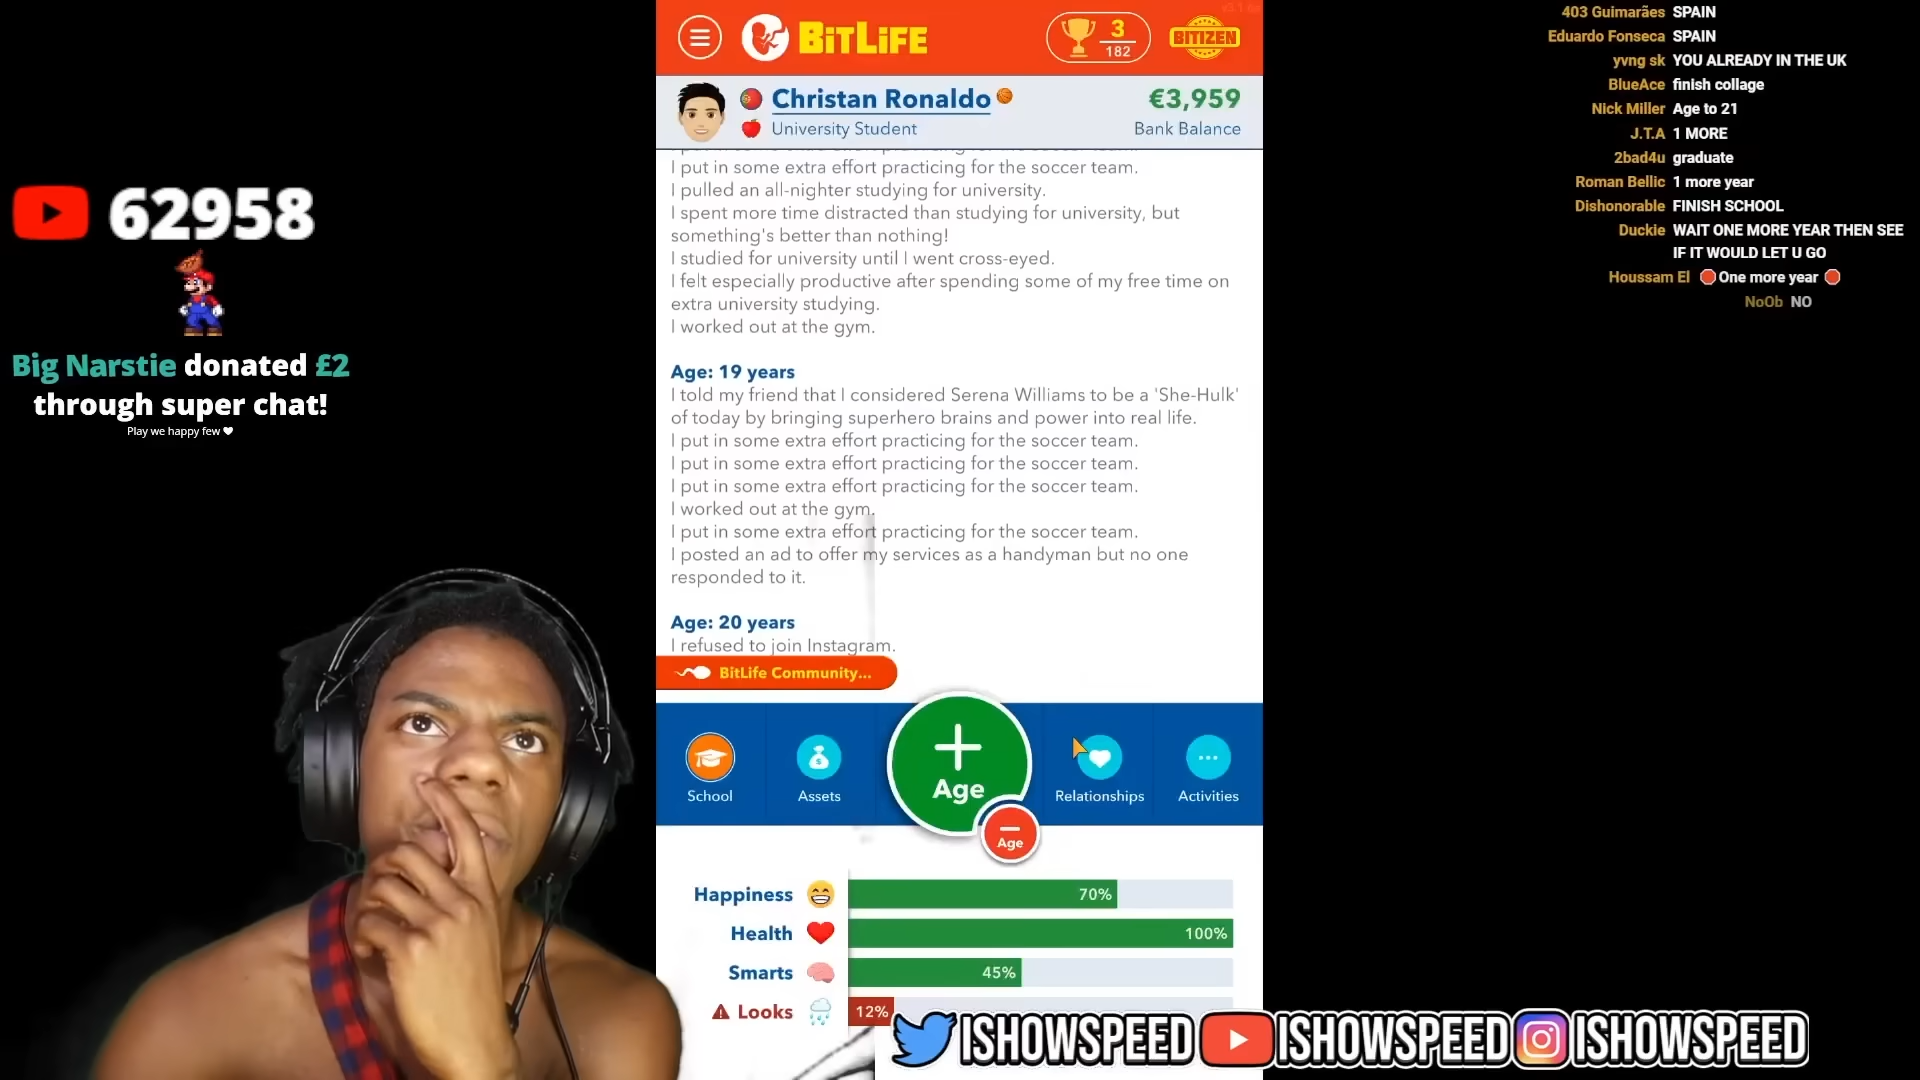 62958
Big Narstie donated £2
through super chat!
Play we happy few
BiTLiFE
3
182
BITIZEN
Christan Ronaldo
€3,959
University Student
Bank Balance
I put in some extra effort practicing for the soccer team.
I pulled an all-nighter studying for university.
I spent more time distracted than studying for university, but
something's better than nothing!
I studied for university until I went cross-eyed.
I felt especially productive after spending some of my free time on
extra university studying.
I worked out at the gym.
Age: 19 years
I told my friend that I considered Serena Williams to be a 'She-Hulk'
of today by bringing superhero brains and power into real life.
I put in some extra effort practicing for the soccer team.
I put in some extra effort practicing for the soccer team.
I put in some extra effort practicing for the soccer team.
I worked out at the gym.
I put in some extra effort practicing for the soccer team.
I posted an ad to offer my services as a handyman but no one
responded to it.
Age: 20 years
I refused to join Instagram.
BitLife Community...
School
Assets
Age
Age
Relationships
Activities
Happiness
70%
Health
100%
Smarts
45%
Looks
12%
403 Guimarães SPAIN
Eduardo Fonseca SPAIN
yvng sk YOU ALREADY IN THE UK
BlueAce finish collage
Nick Miller Age to 21
J.T.A 1 MORE
2bad4u graduate
Roman Bellic 1 more year
Dishonorable FINISH SCHOOL
Duckie WAIT ONE MORE YEAR THEN SEE
IF IT WOULD LET U GO
Houssam El One more year
NoOb NO
ISHOWSPEED ISHOWSPEED ISHOWSPEED